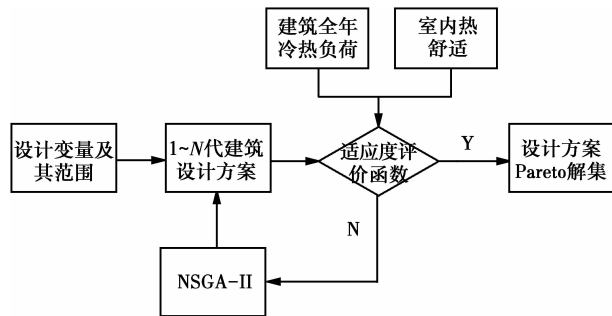 建筑全年
冷热负荷
室内热
舒适
设计变量及
其范围
1~N代建筑
设计方案
适应度评
价函数
Y
设计方案
Pareto解集
N
NSGA-II